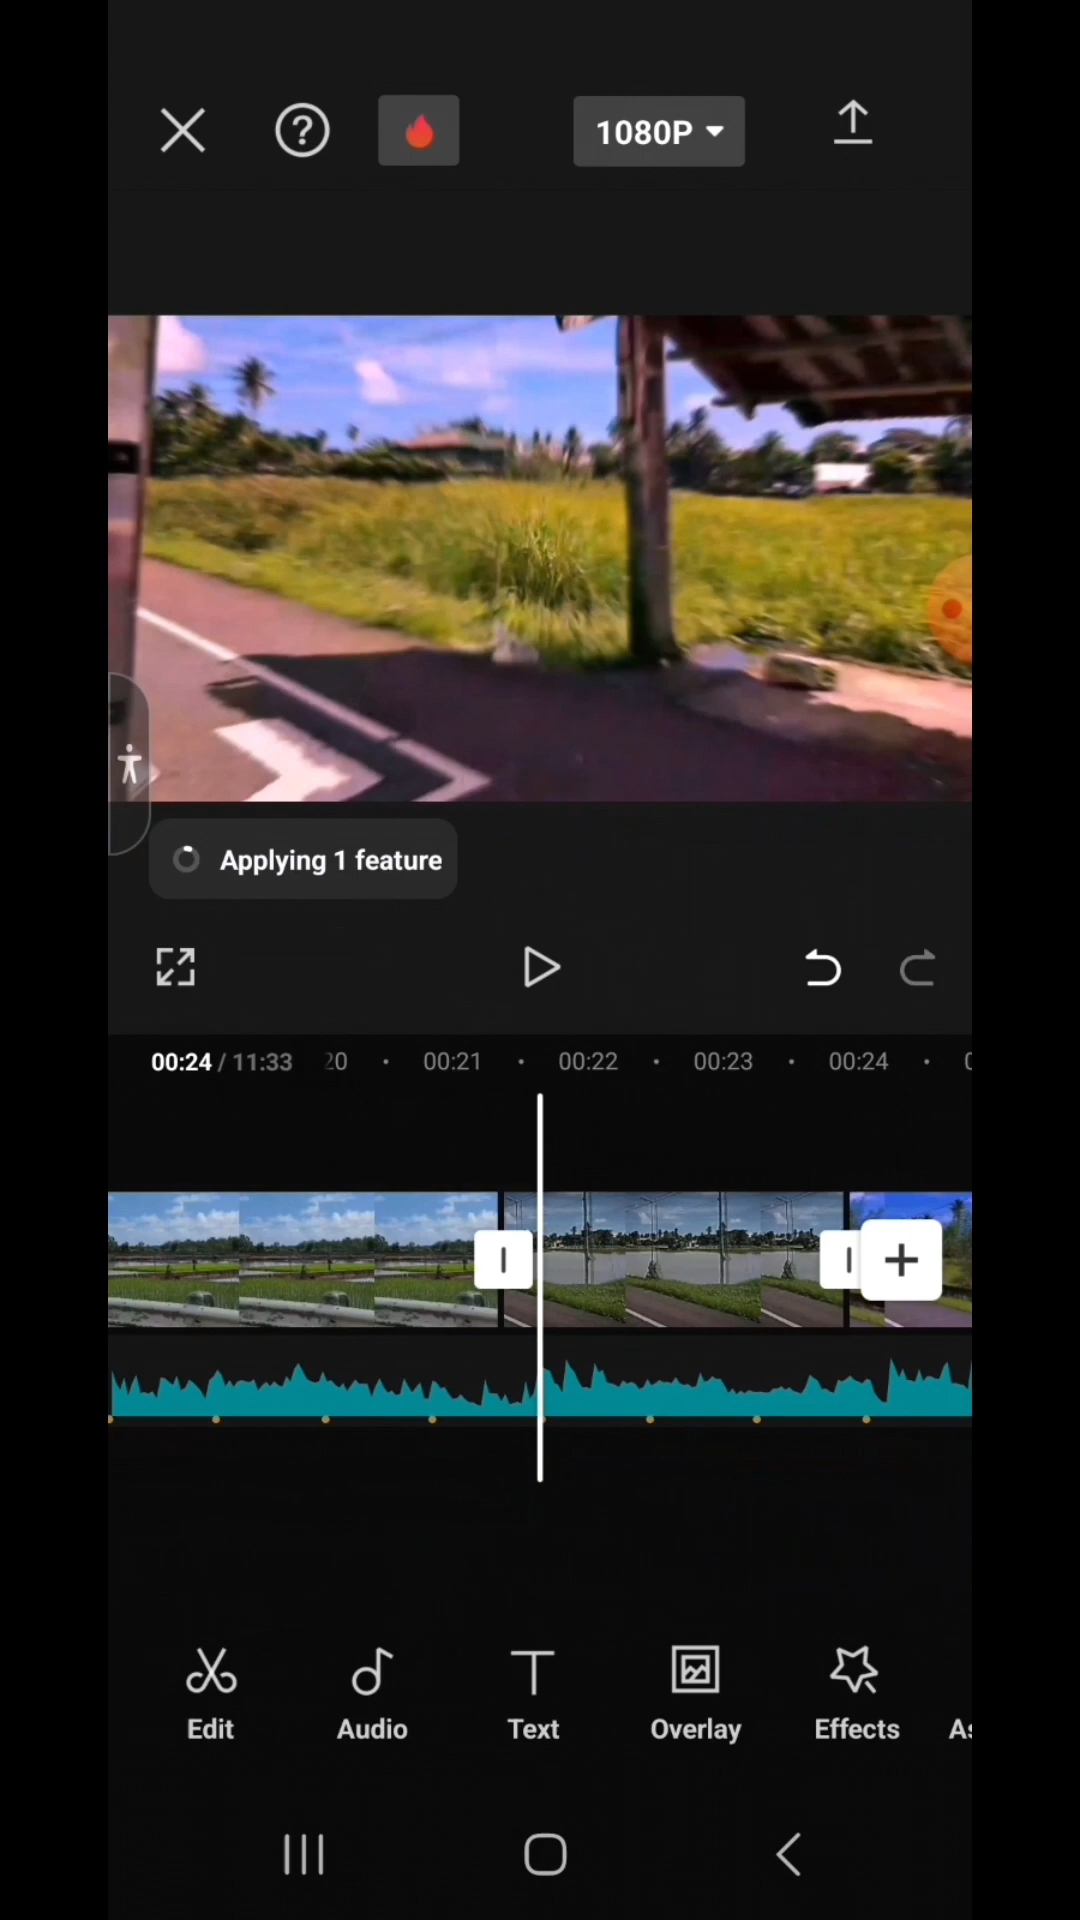 1080P
Applying 1 feature
00:24 / 11:33 20 00:21 00:22 00:23 00:24
Edit Audio Text Overlay Effects